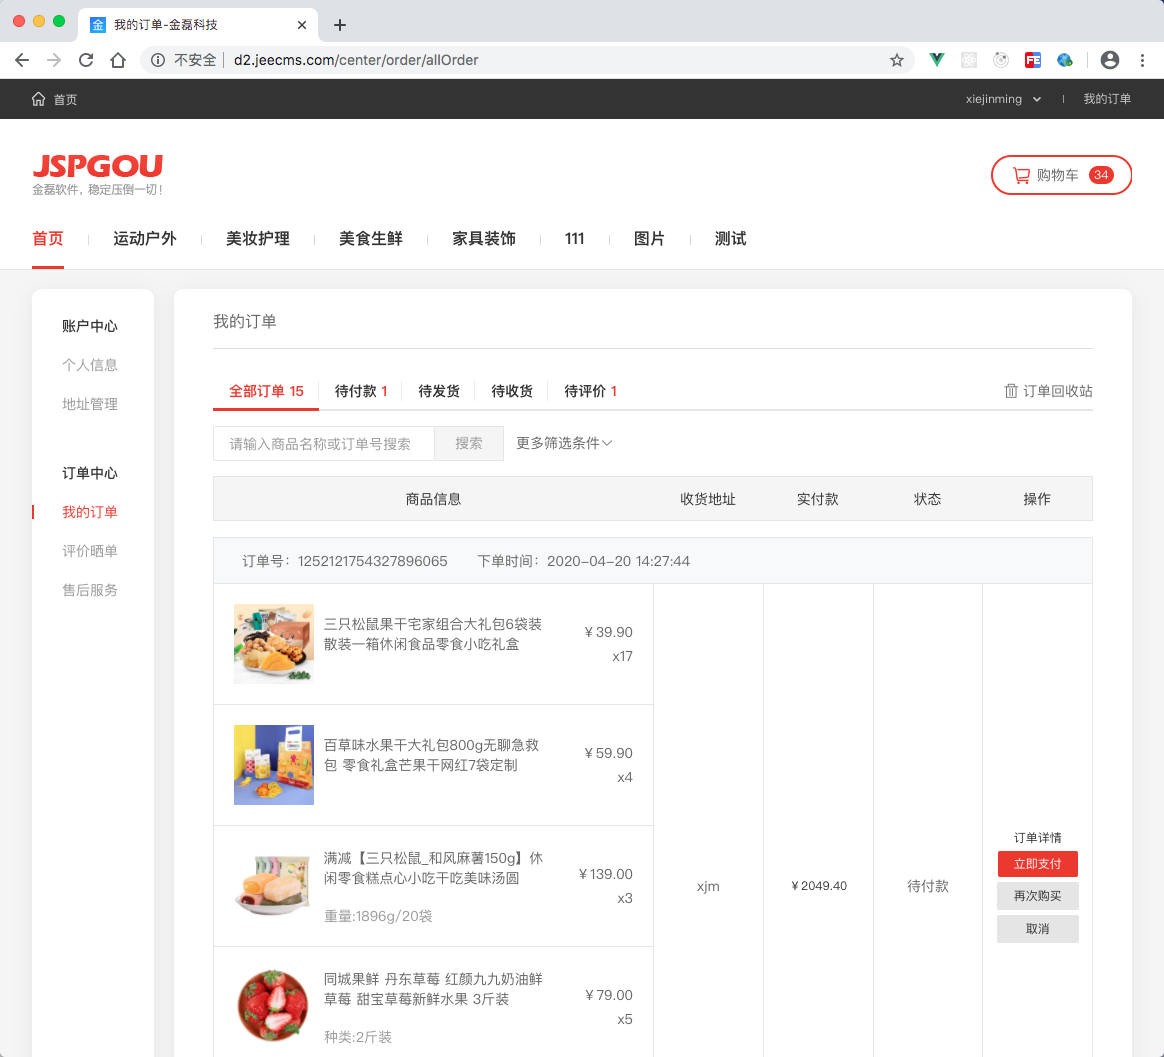 金 我的订单-金磊科技
不安全 d2.jeecms.com/center/order/allOrder
FE
首页 xiejinming 我的订单
JSPGOU
金磊软件，稳定压倒一切！
购物车 34
首页 运动户外 美妆护理 美食生鲜 家具装饰 111 图片 测试
账户中心
个人信息
地址管理
订单中心
我的订单
评价晒单
售后服务
我的订单
全部订单 15 待付款 1 待发货 待收货 待评价 1 订单回收站
请输入商品名称或订单号搜索 搜索 更多筛选条件
商品信息 收货地址 实付款 状态 操作
订单号：1252121754327896065 下单时间：2020-04-20 14:27:44
三只松鼠果干宅家组合大礼包6袋装
散装一箱休闲食品零食小吃礼盒
￥39.90
x17
百草味水果干大礼包800g无聊急救
包 零食礼盒芒果干网红7袋定制
￥59.90
x4
满减【三只松鼠_和风麻薯150g】休
闲零食糕点心小吃干吃美味汤圆
重量:1896g/20袋
￥139.00
x3
同城果鲜 丹东草莓 红颜九九奶油鲜
草莓 甜宝草莓新鲜水果 3斤装
种类:2斤装
￥79.00
x5
xjm
￥2049.40
待付款
订单详情
立即支付
再次购买
取消